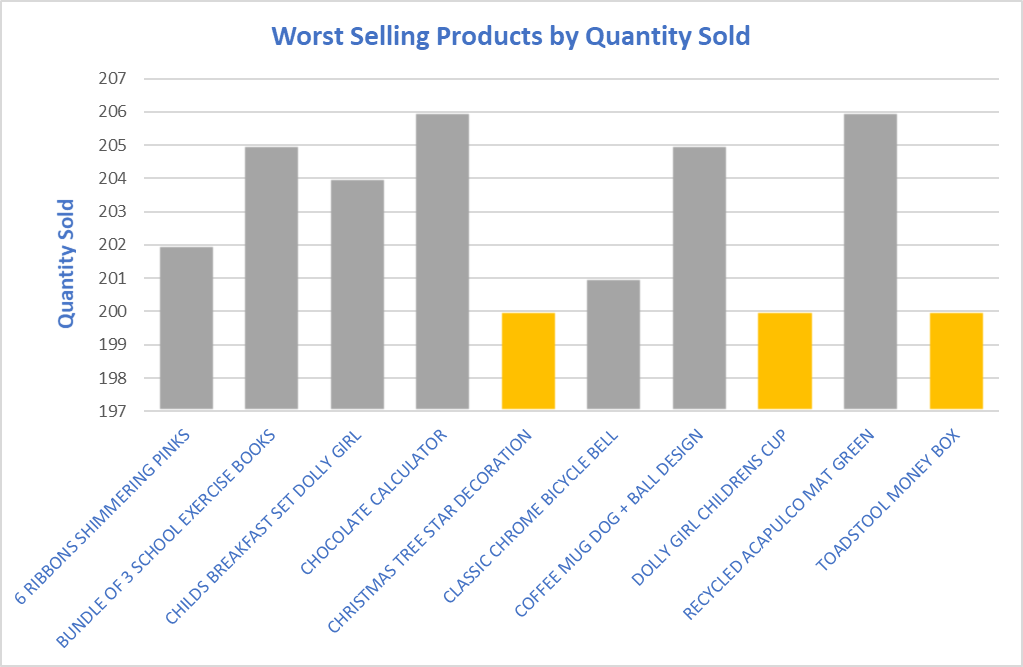 Worst Selling Products by Quantity Sold
207
206
205
204
203
202
201
200
199
198
197
Quantity Sold
6 RIBBONS SHIMMERING PINKS
BUNDLE OF 3 SCHOOL EXERCISE BOOKS
CHILDS BREAKFAST SET DOLLY GIRL
CHOCOLATE CALCULATOR
CHRISTMAS TREE STAR DECORATION
CLASSIC CHROME BICYCLE BELL
COFFEE MUG DOG + BALL DESIGN
DOLLY GIRL CHILDRENS CUP
RECYCLED ACAPULCO MAT GREEN
TOADSTOOL MONEY BOX